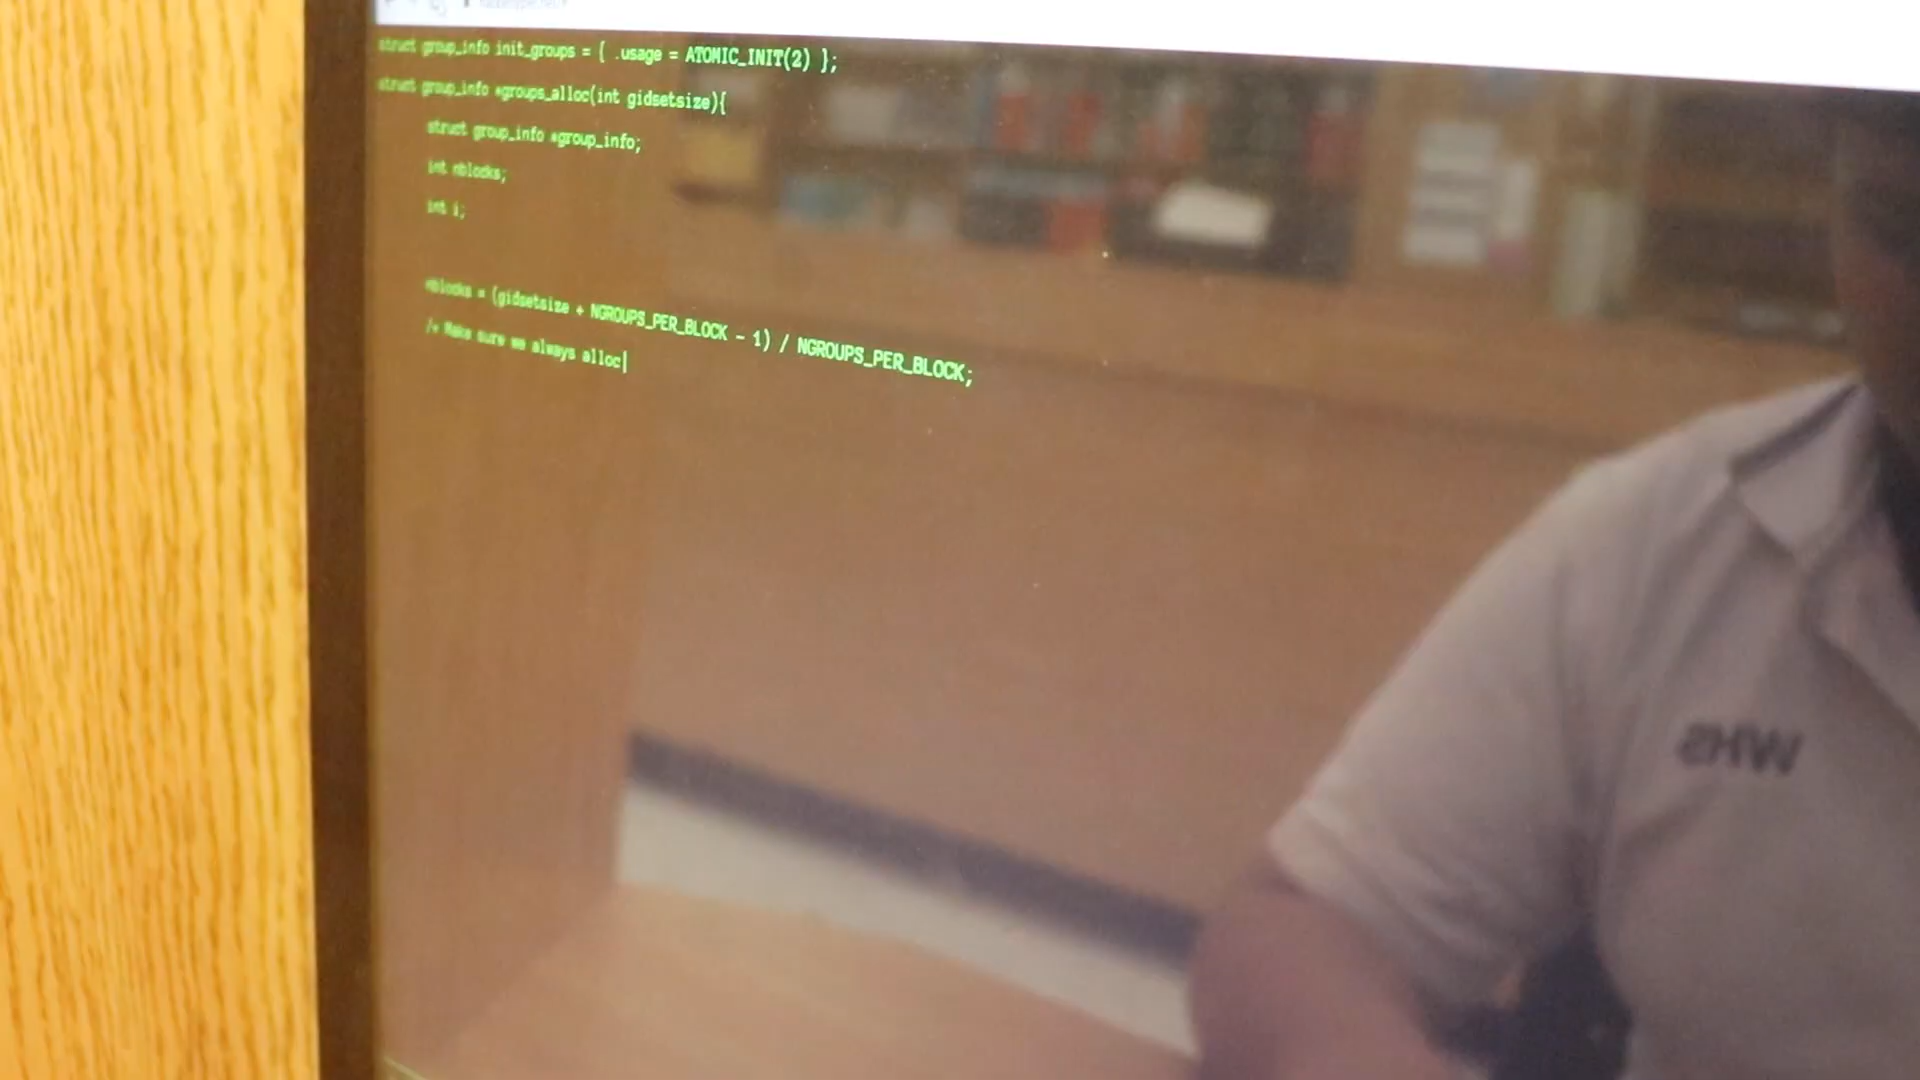 struct group_info init_groups = { .usage = ATOMIC_INIT(2) };
struct group_info *groups_alloc(int gidsetsize){
struct group_info *group_info;
int nblocks;
int i;
nblocks = (gidsetsize + NGROUPS_PER_BLOCK - 1) / NGROUPS_PER_BLOCK;
/* Make sure we always alloc|
WHS